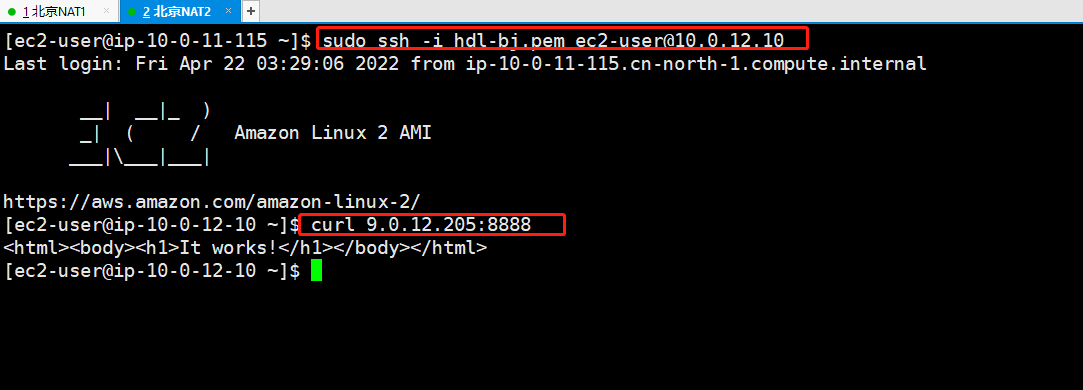 1 北京NAT1 × 2 北京NAT2 × +
[ec2-user@ip-10-0-11-115 ~]$ sudo ssh -i hdl-bj.pem ec2-user@10.0.12.10
Last login: Fri Apr 22 03:29:06 2022 from ip-10-0-11-115.cn-north-1.compute.internal
       __|  __|_  )
       _|  (     /   Amazon Linux 2 AMI
      ___|\___|___|
https://aws.amazon.com/amazon-linux-2/
[ec2-user@ip-10-0-12-10 ~]$ curl 9.0.12.205:8888
<html><body><h1>It works!</h1></body></html>
[ec2-user@ip-10-0-12-10 ~]$